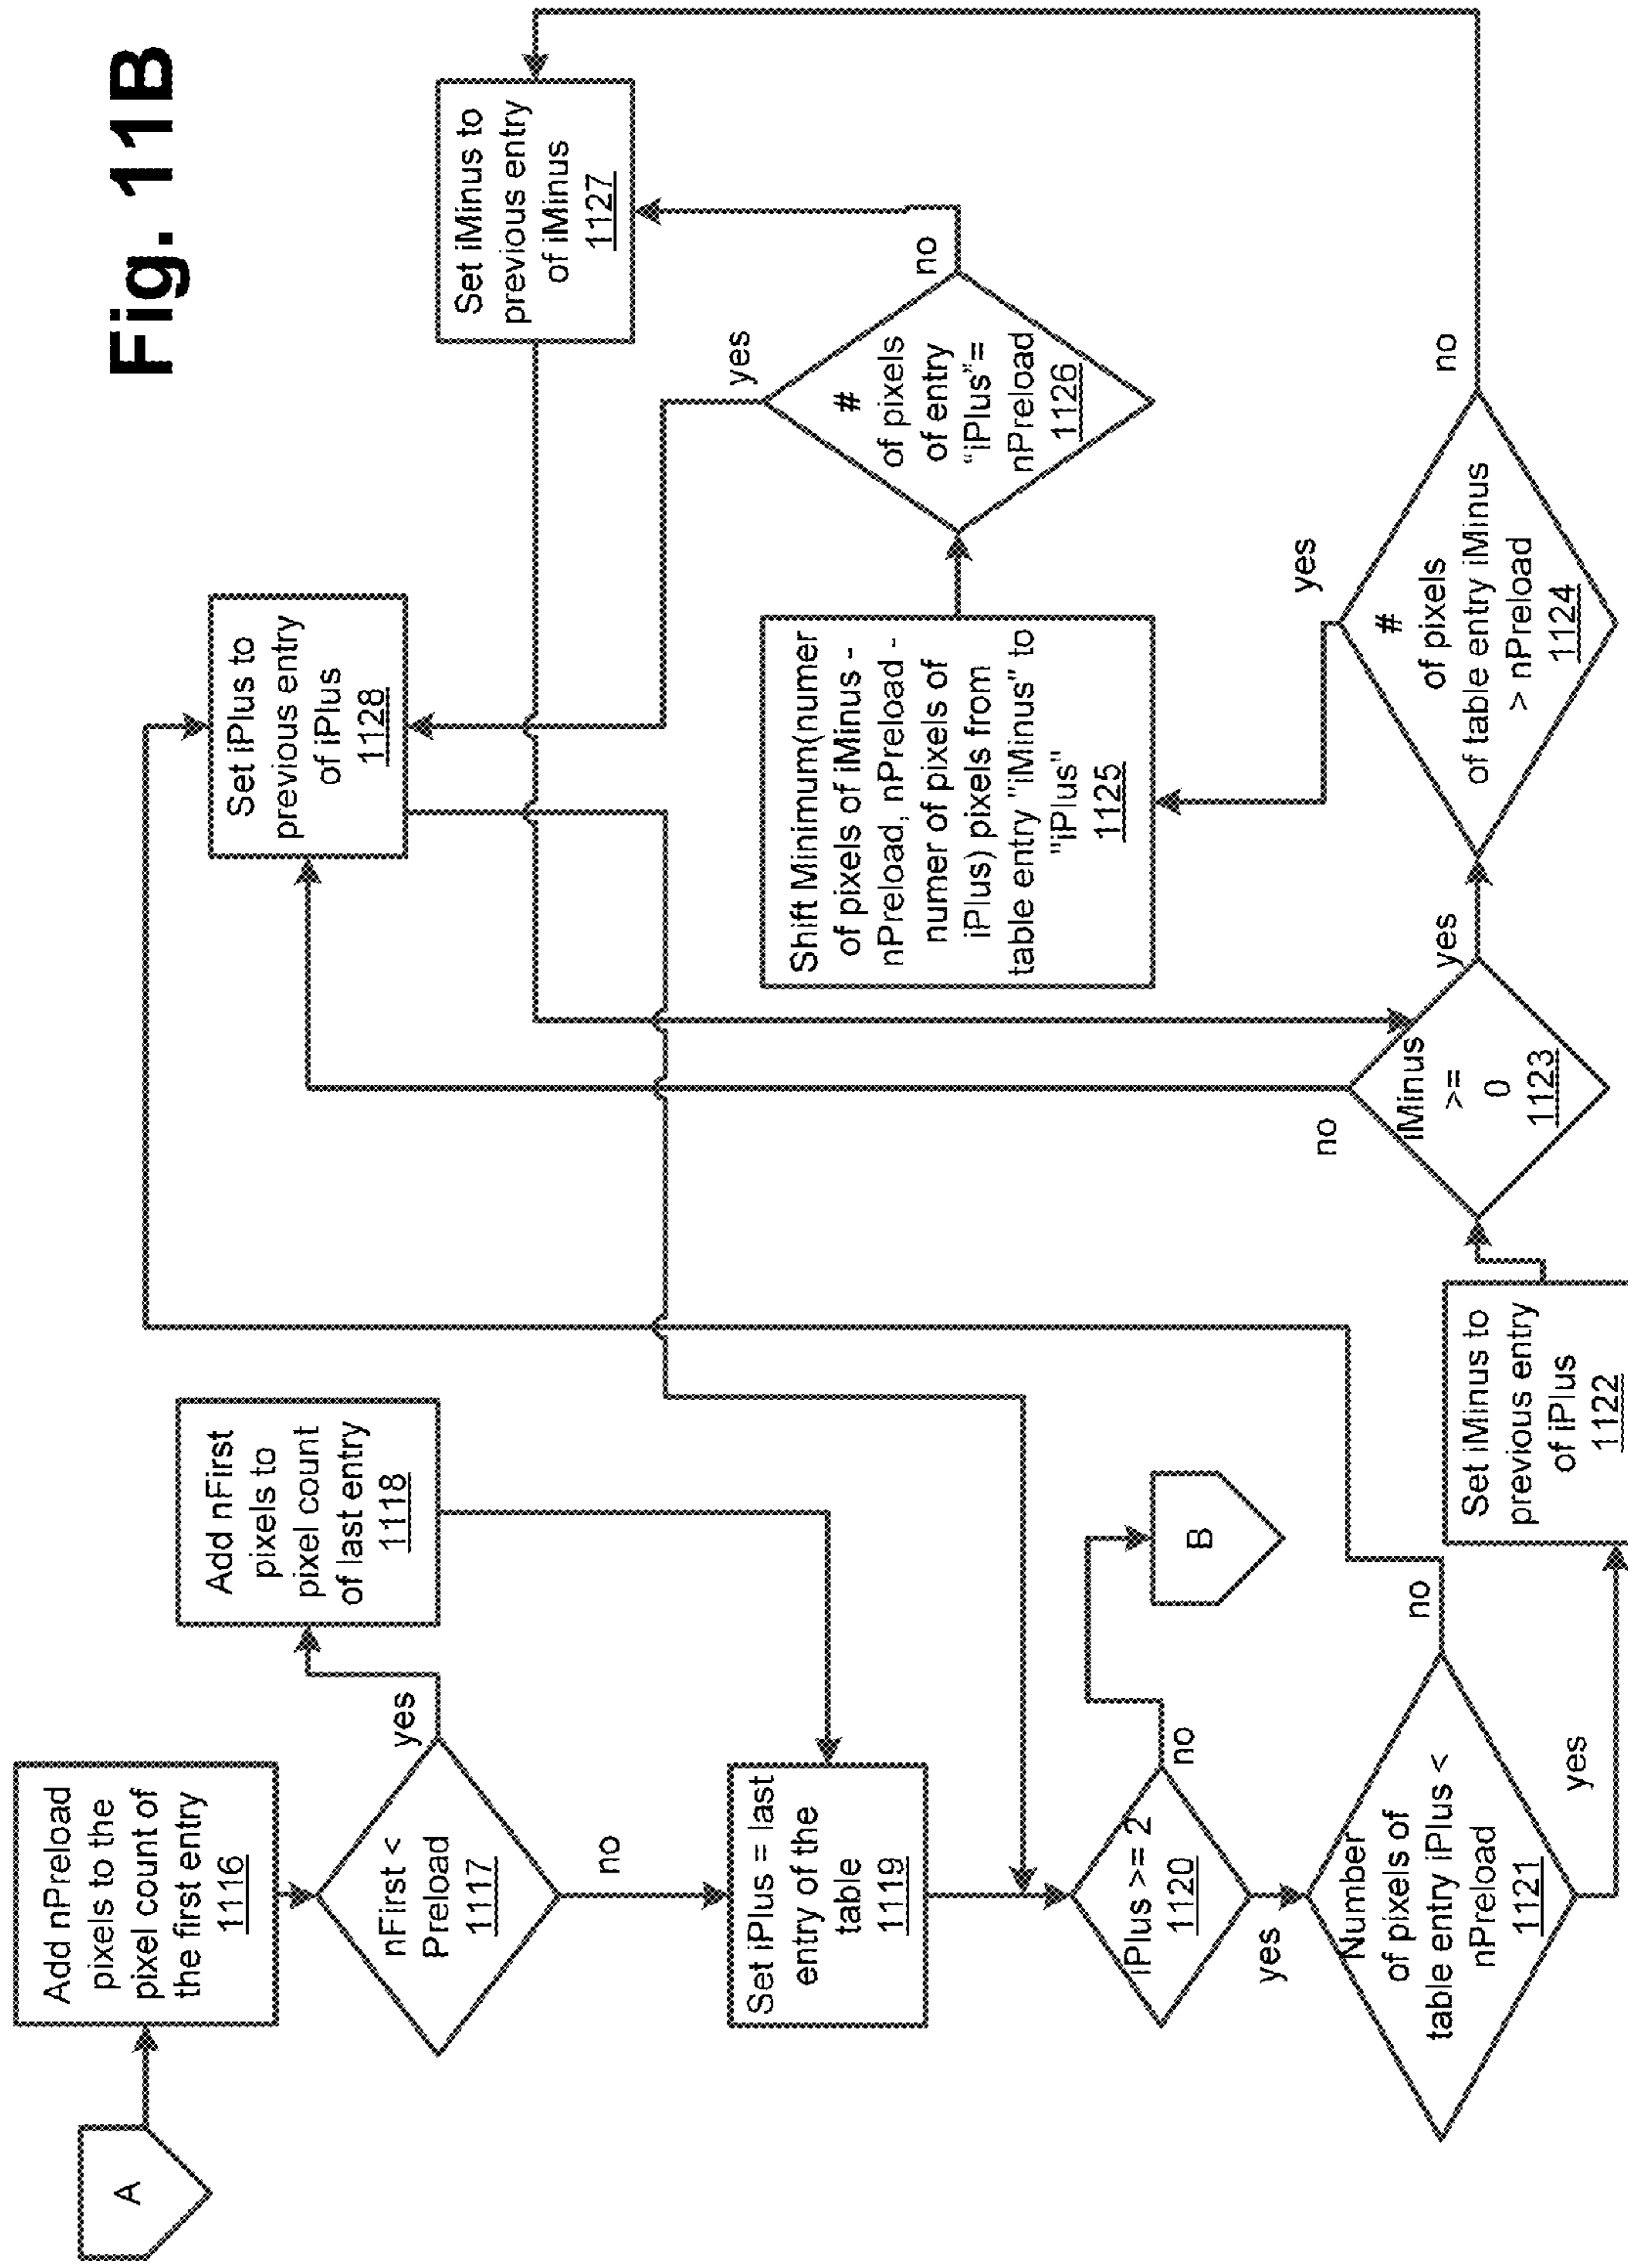 Fig. 11B
A
Add nPreload
pixels to the
pixel count of
the first entry
1116
nFirst <
Preload
1117
yes
no
Add nFirst
pixels to
pixel count
of last entry
1118
Set iPlus = last
entry of the
table
1119
iPlus >= 2
1120
no
yes
B
Number
of pixels of
table entry iPlus <
nPreload
1121
no
yes
Set iMinus to
previous entry
of iPlus
1122
iMinus
>=
0
1123
no
yes
#
of pixels
of table entry iMinus
> nPreload
1124
yes
no
Shift Minimum(numer
of pixels of iMinus -
nPreload, nPreload -
numer of pixels of
iPlus) pixels from
table entry "iMinus" to
"iPlus"
1125
#
of pixels
of entry
"iPlus"=
nPreload
1126
yes
no
Set iMinus to
previous entry
of iMinus
1127
Set iPlus to
previous entry
of iPlus
1128